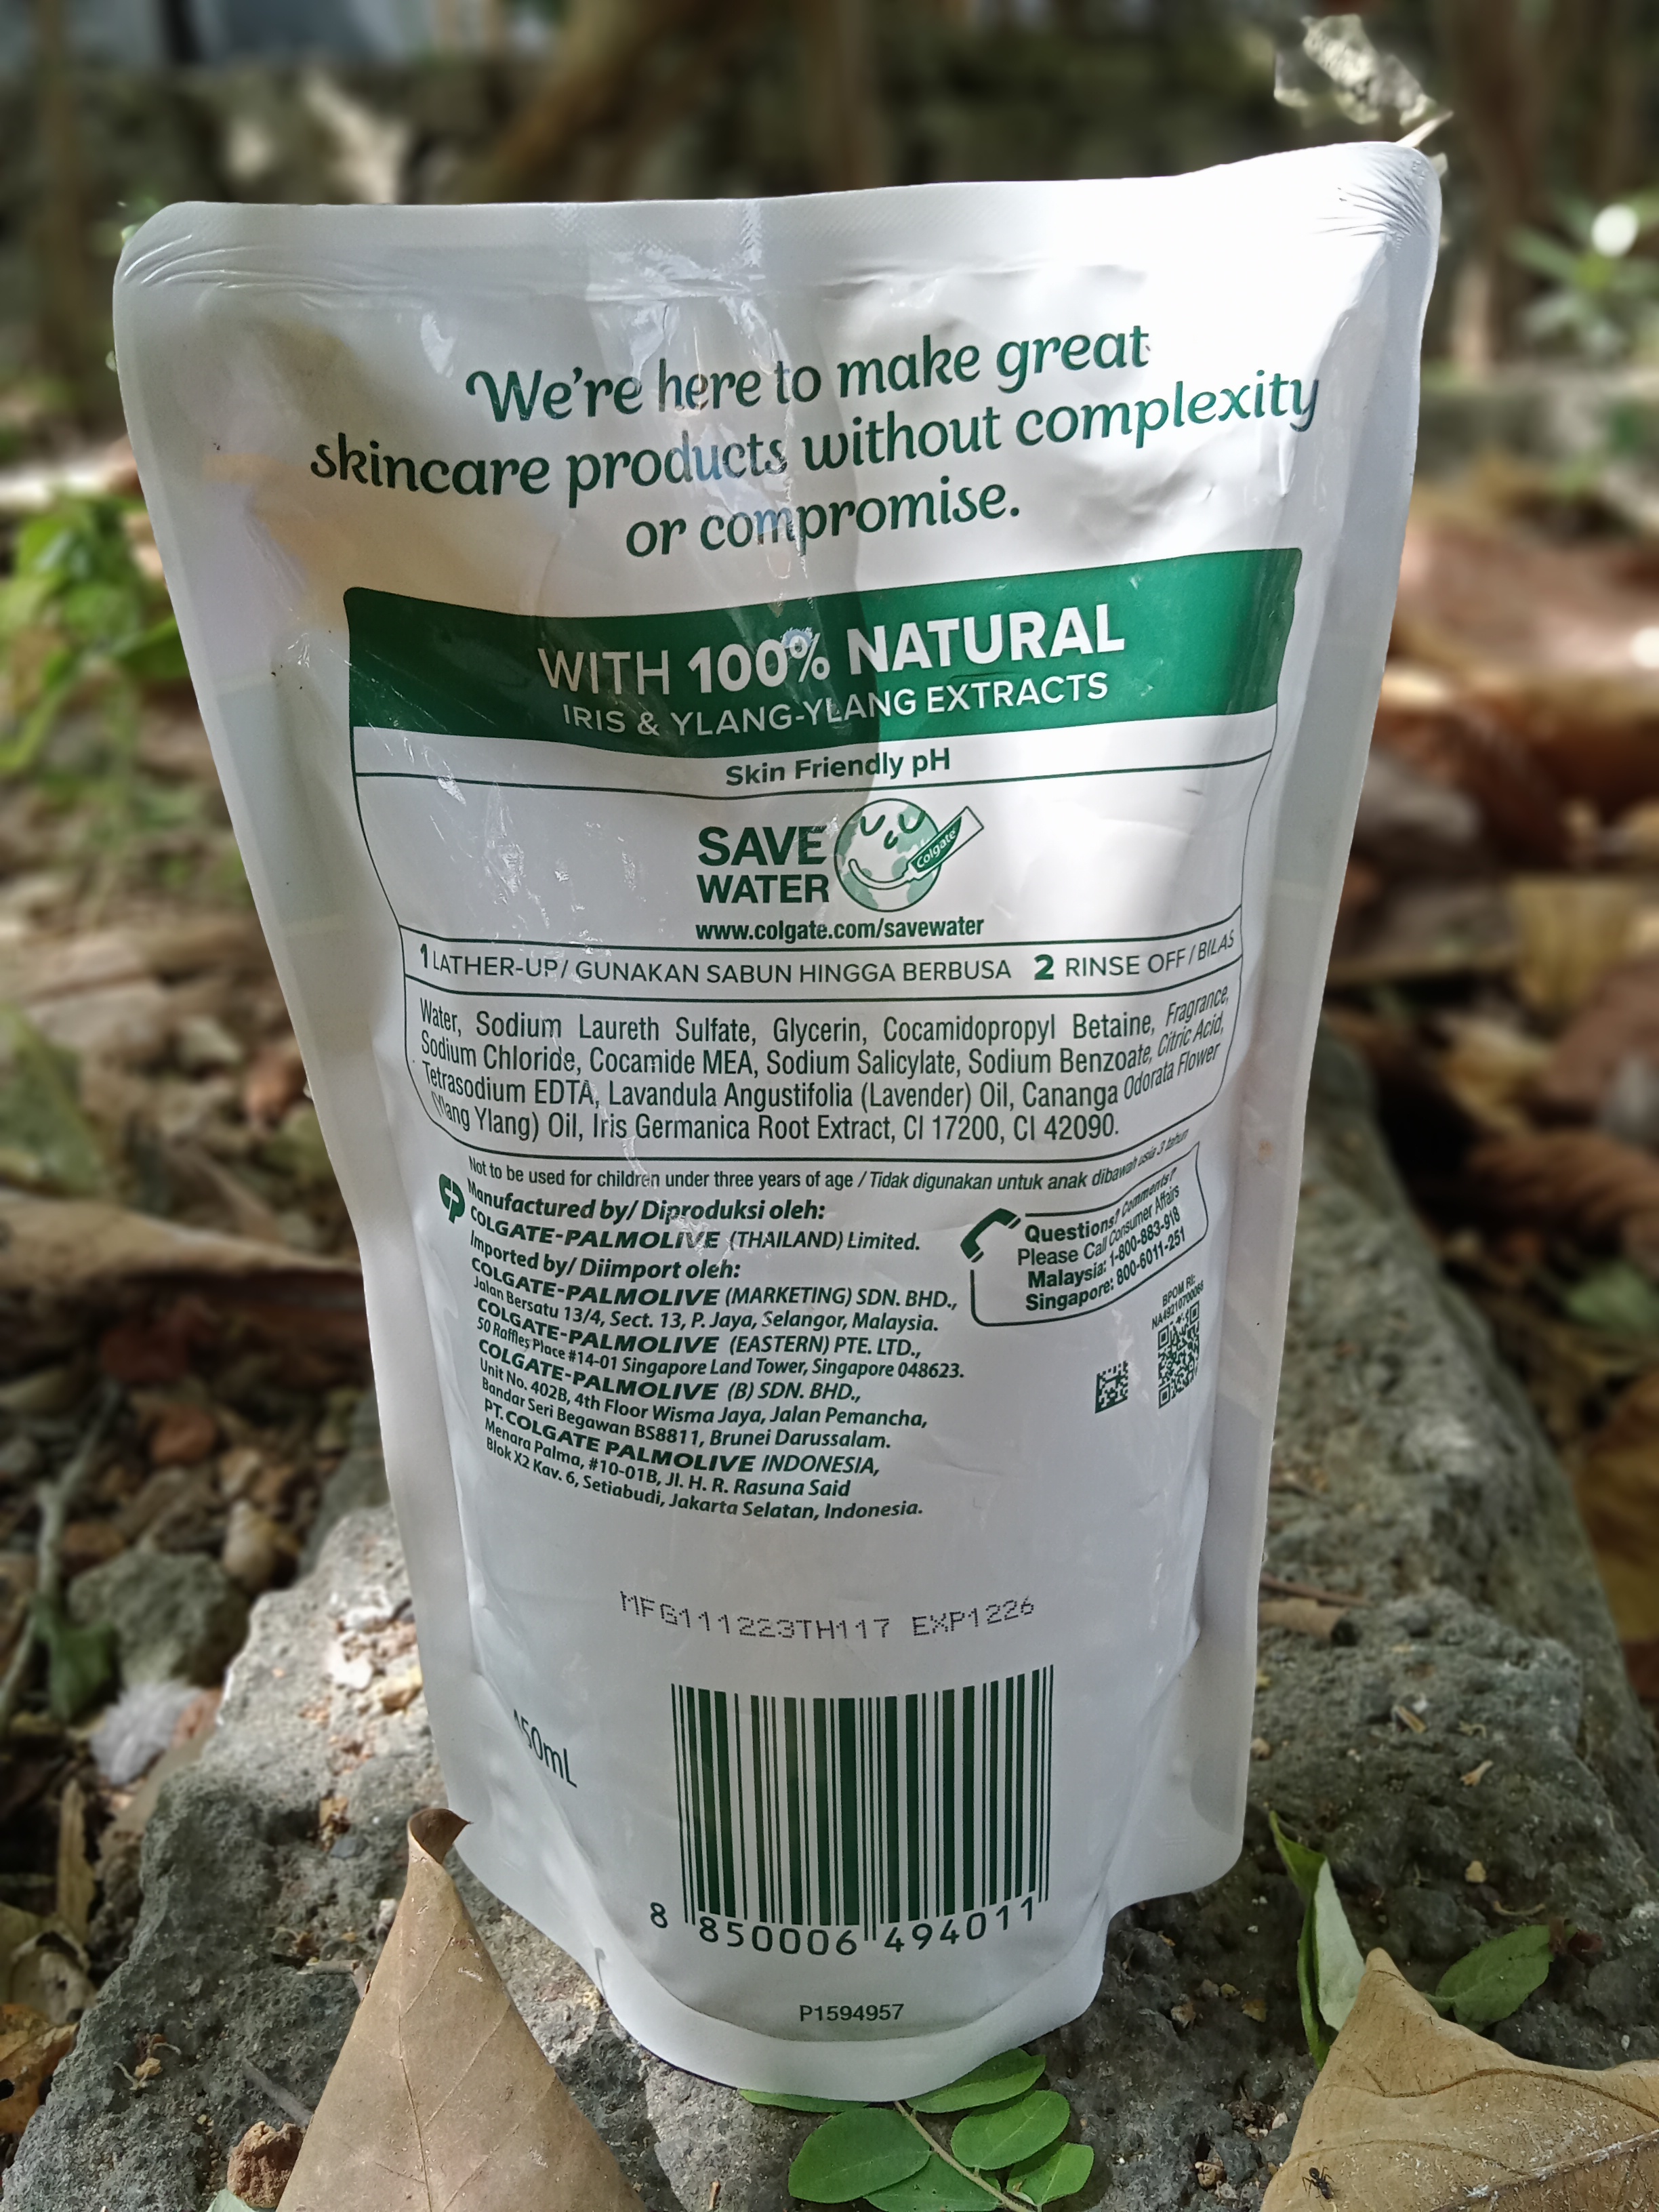 We're here to make great
skincare products without complexity
or compromise.
WITH 100% NATURAL
IRIS & YLANG-YLANG EXTRACTS
Skin Friendly pH
SAVE
WATER
Colgate
www.colgate.com/savewater
1 LATHER-UP/ GUNAKAN SABUN HINGGA BERBUSA 2 RINSE OFF / BILAS
Water, Sodium Laureth Sulfate, Glycerin, Cocamidopropyl Betaine, Fragrance,
Sodium Chloride, Cocamide MEA, Sodium Salicylate, Sodium Benzoate, Citric Acid,
Tetrasodium EDTA, Lavandula Angustifolia (Lavender) Oil, Cananga Odorata Flower
(Ylang Ylang) Oil, Iris Germanica Root Extract, CI 17200, CI 42090.
Not to be used for children under three years of age / Tidak digunakan untuk anak dibawah usia 3 tahun
Manufactured by/ Diproduksi oleh:
COLGATE-PALMOLIVE (THAILAND) Limited.
Imported by/ Diimport oleh:
COLGATE-PALMOLIVE (MARKETING) SDN. BHD.,
Jalan Bersatu 13/4, Sect. 13, P. Jaya, Selangor, Malaysia.
COLGATE-PALMOLIVE (EASTERN) PTE. LTD.,
50 Raffles Place #14-01 Singapore Land Tower, Singapore 048623.
COLGATE-PALMOLIVE (B) SDN. BHD.,
Unit No. 402B, 4th Floor Wisma Jaya, Jalan Pemancha,
Bandar Seri Begawan BS8811, Brunei Darussalam.
PT. COLGATE PALMOLIVE INDONESIA,
Menara Palma, #10-01B, Jl. H. R. Rasuna Said
Blok X2 Kav. 6, Setiabudi, Jakarta Selatan, Indonesia.
Questions? Comments?
Please Call Consumer Affairs
Malaysia: 1-800-883-918
Singapore: 800-6011-251
BPOM RI:
MFG111223TH117 EXP1226
8 850006 494011
P1594957